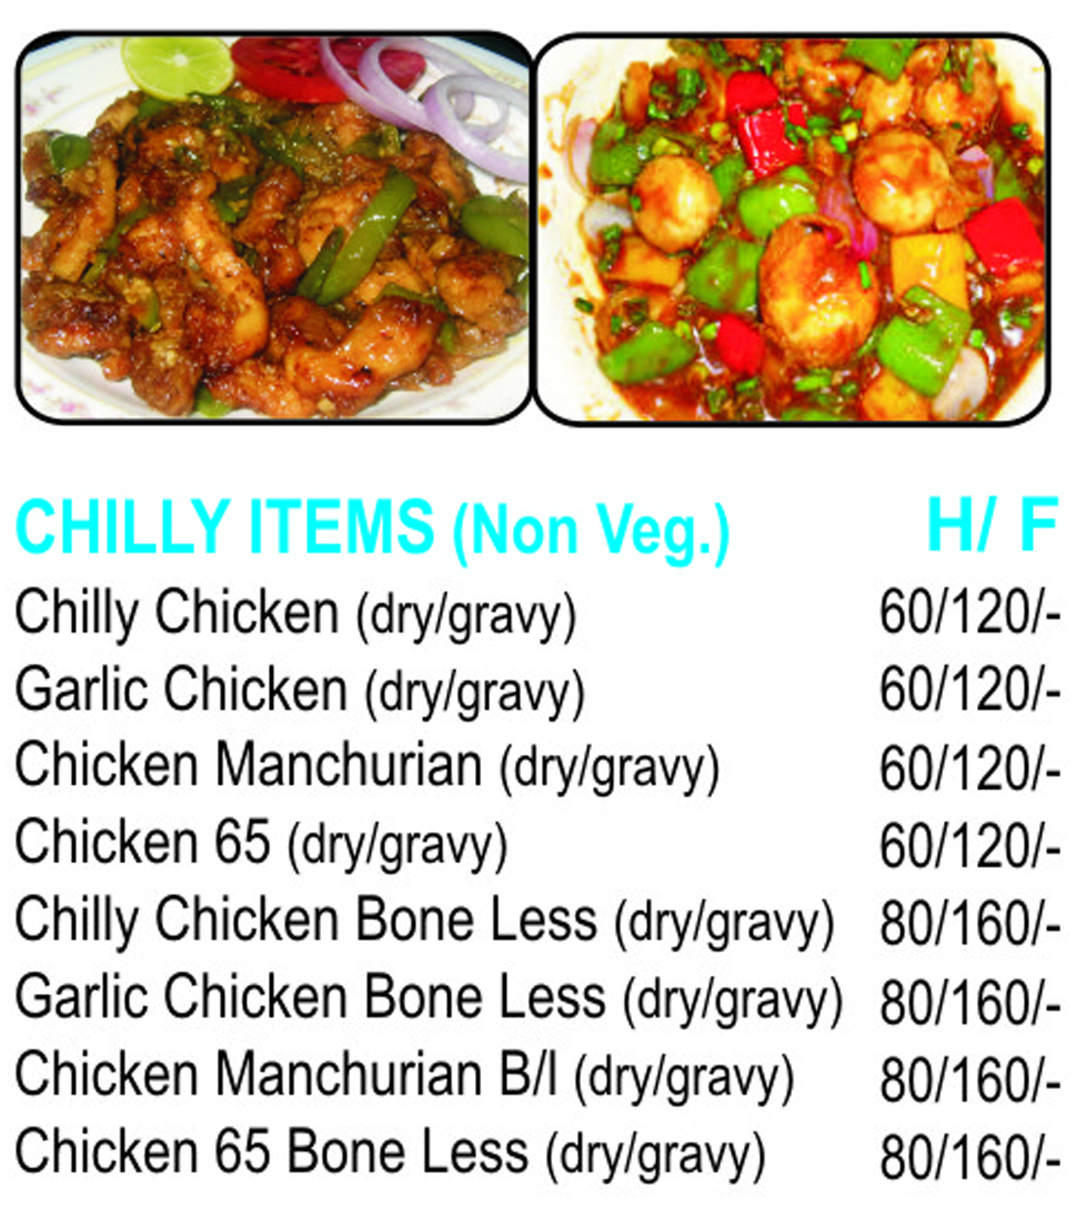 CHILLY ITEMS (Non Veg.) H/ F
Chilly Chicken (dry/gravy) 60/120/-
Garlic Chicken (dry/gravy) 60/120/-
Chicken Manchurian (dry/gravy) 60/120/-
Chicken 65 (dry/gravy) 60/120/-
Chilly Chicken Bone Less (dry/gravy) 80/160/-
Garlic Chicken Bone Less (dry/gravy) 80/160/-
Chicken Manchurian B/l (dry/gravy) 80/160/-
Chicken 65 Bone Less (dry/gravy) 80/160/-